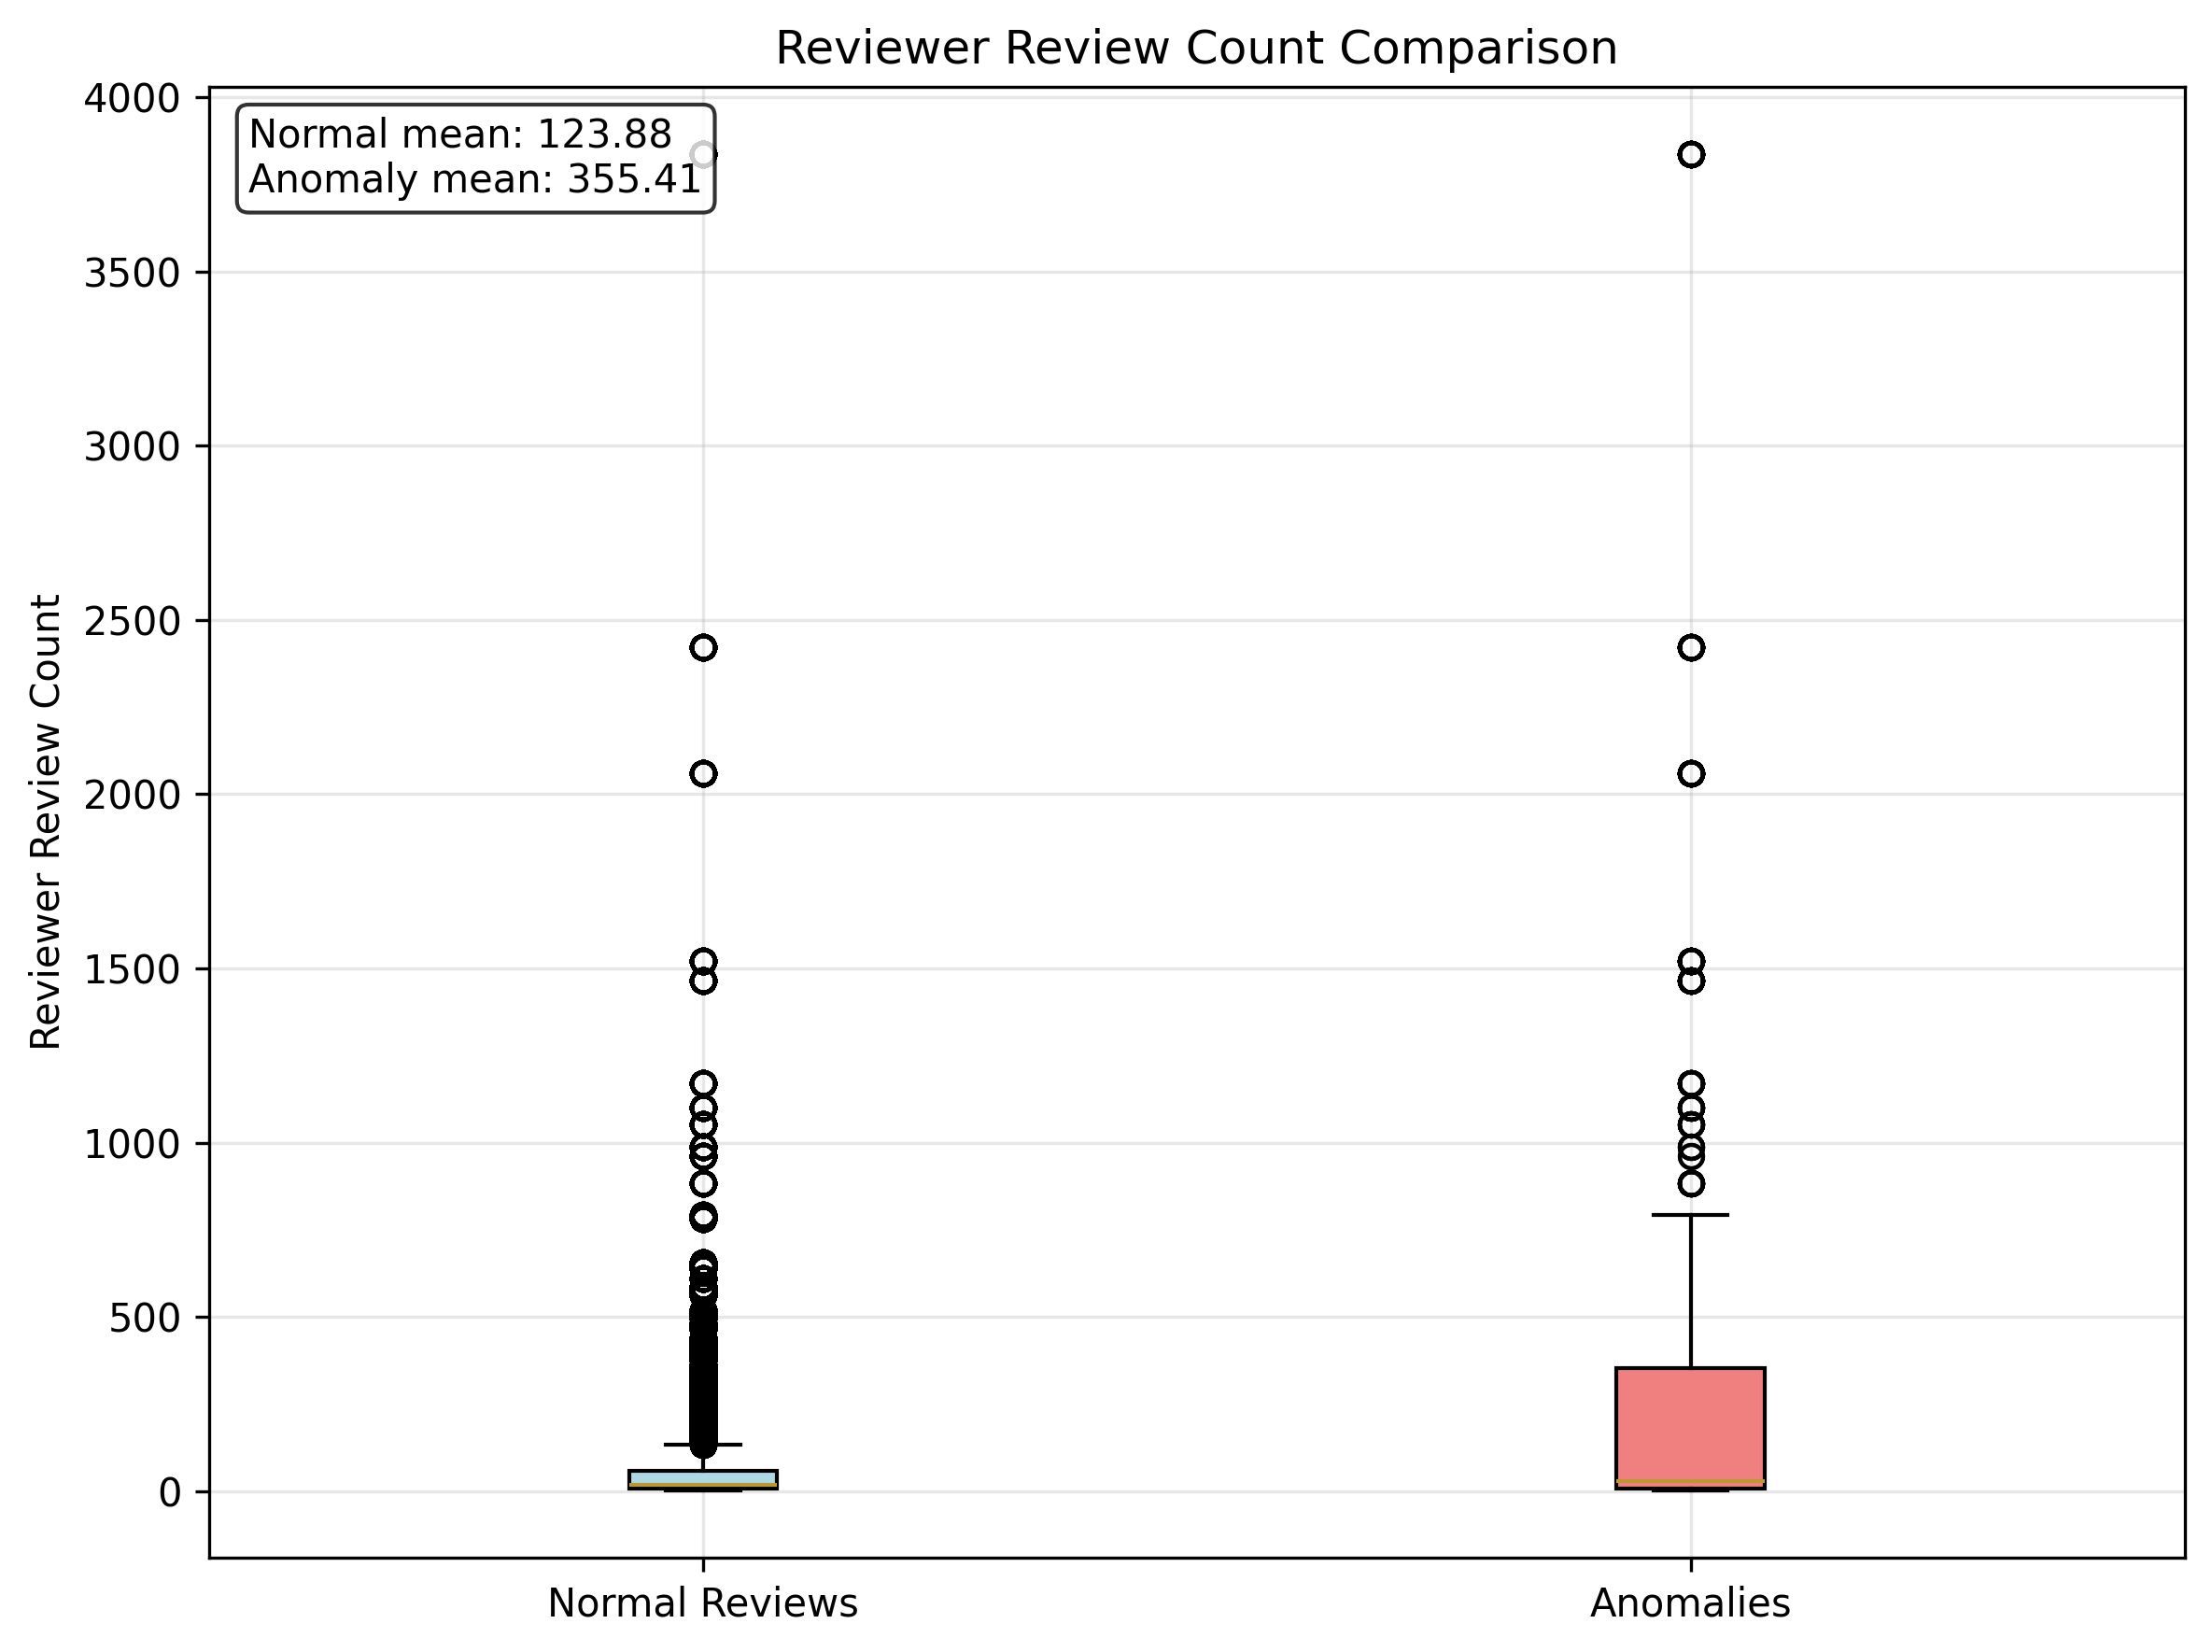 Reviewer Review Count Comparison
Normal mean: 123.88
Anomaly mean: 355.41
Reviewer Review Count
4000
3500
3000
2500
2000
1500
1000
500
0
Normal Reviews
Anomalies